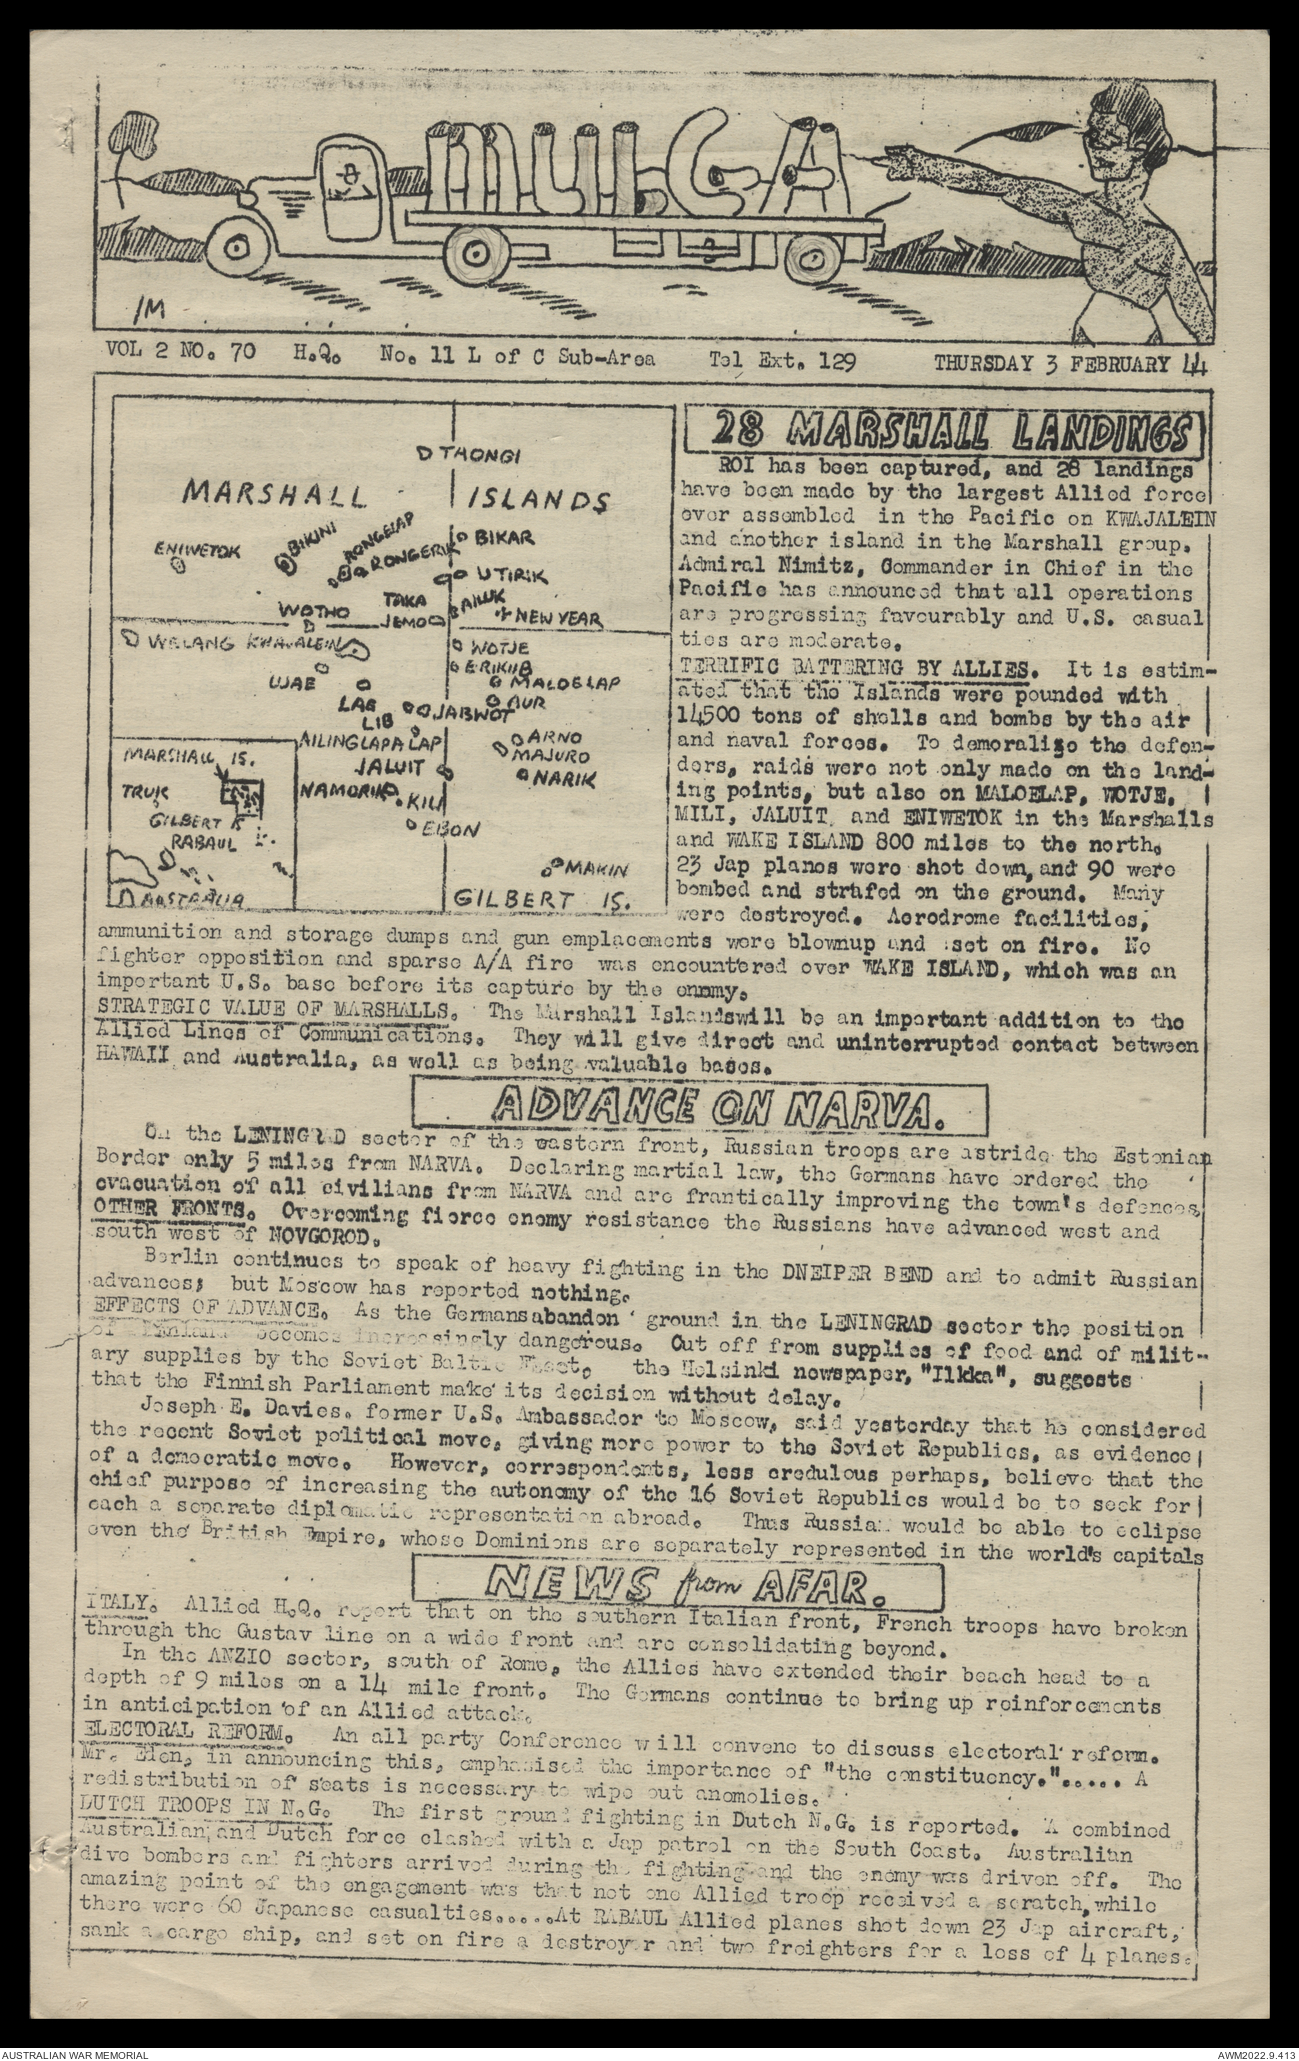 MULGA
IM
VOL 2 NO. 70 H.Q. No. 11 L of C Sub-Area Tel Ext. 129 THURSDAY 3 FEBRUARY 44
TAONGI
MARSHALL ISLANDS
ENIWETOK
BIKINI
RONGELAP
RONGERIK
BIKAR
UTIRIK
WOTHO
TAKA
AILUK
JEMO
NEW YEAR
WELANG
KWAJALEIN
WOTJE
ERIKUB
UJAE
MALOELAP
LAE
AUR
LIB
JABWOT
AILINGLAPALAP
ARNO
MAJURO
JALUIT
NARIK
NAMORIK
KILI
EBON
MAKIN
GILBERT IS.
MARSHALL IS.
TRUK
GILBERT IS
RABAUL
AUSTRALIA
28 MARSHALL LANDINGS
ROI has been captured, and 28 landings
have been made by the largest Allied force
ever assembled in the Pacific on KWAJALEIN
and another island in the Marshall group.
Admiral Nimitz, Commander in Chief in the
Pacific has announced that all operations
are progressing favourably and U.S. casual
ties are moderate.
TERRIFIC BATTERING BY ALLIES. It is estim-
ated that the Islands were pounded with
14500 tons of shells and bombs by the air
and naval forces. To demoralise the defen-
ders, raids were not only made on the land-
ing points, but also on MALOELAP, WOTJE,
MILI, JALUIT and ENIWETOK in the Marshalls
and WAKE ISLAND 800 miles to the north.
23 Jap planes were shot down, and 90 were
bombed and strafed on the ground. Many
were destroyed. Aerodrome facilities,
ammunition and storage dumps and gun emplacements were blownup and set on fire. No
fighter opposition and sparse A/A fire was encountered over WAKE ISLAND, which was an
important U.S. base before its capture by the enemy.
STRATEGIC VALUE OF MARSHALLS. The Marshall Islandswill be an important addition to the
Allied Lines of Communications. They will give direct and uninterrupted contact between
HAWAII and Australia, as well as being valuable bases.
ADVANCE ON NARVA.
On the LENINGRAD sector of the eastern front, Russian troops are astride the Estonian
Border only 5 miles from NARVA. Declaring martial law, the Germans have ordered the
evacuation of all civilians from NARVA and are frantically improving the town's defences
OTHER FRONTS. Overcoming fierce enemy resistance the Russians have advanced west and
south west of NOVGOROD.
Berlin continues to speak of heavy fighting in the DNEIPER BEND and to admit Russian
advances; but Moscow has reported nothing.
EFFECTS OF ADVANCE. As the Germansabandon ground in the LENINGRAD sector the position
of Finland becomes increasingly dangerous. Cut off from supplies of food and of milit-
ary supplies by the Soviet Baltic Fleet, the Helsinki newspaper, "Ilkka", suggests
that the Finnish Parliament make its decision without delay.
Joseph E. Davies, former U.S. Ambassador to Moscow, said yesterday that he considered
the recent Soviet political move, giving more power to the Soviet Republics, as evidence
of a democratic move. However, correspondents, less credulous perhaps, believe that the
chief purpose of increasing the autonomy of the 16 Soviet Republics would be to seek for
each a separate diplomatic representation abroad. Thus Russia would be able to eclipse
even the British Empire, whose Dominions are separately represented in the world's capitals
NEWS from AFAR.
ITALY. Allied H.Q. report that on the southern Italian front, French troops have broken
through the Gustav line on a wide front and are consolidating beyond.
In the ANZIO sector, south of Rome, the Allies have extended their beach head to a
depth of 9 miles on a 14 mile front. The Germans continue to bring up reinforcements
in anticipation of an Allied attack.
ELECTORAL REFORM. An all party Conference will convene to discuss electoral reform.
Mr. Eden, in announcing this, emphasised the importance of "the constituency."..... A
redistribution of seats is necessary to wipe out anomolies.
DUTCH TROOPS IN N.G. The first ground fighting in Dutch N.G. is reported. A combined
Australian and Dutch force clashed with a Jap patrol on the South Coast. Australian
dive bombers and fighters arrived during the fighting and the enemy was driven off. The
amazing point of the engagement was that not one Allied troop received a scratch, while
there were 60 Japanese casualties.....At RABAUL Allied planes shot down 23 Jap aircraft,
sank a cargo ship, and set on fire a destroyer and two freighters for a loss of 4 planes.
AUSTRALIAN WAR MEMORIAL AWM2022.9.413